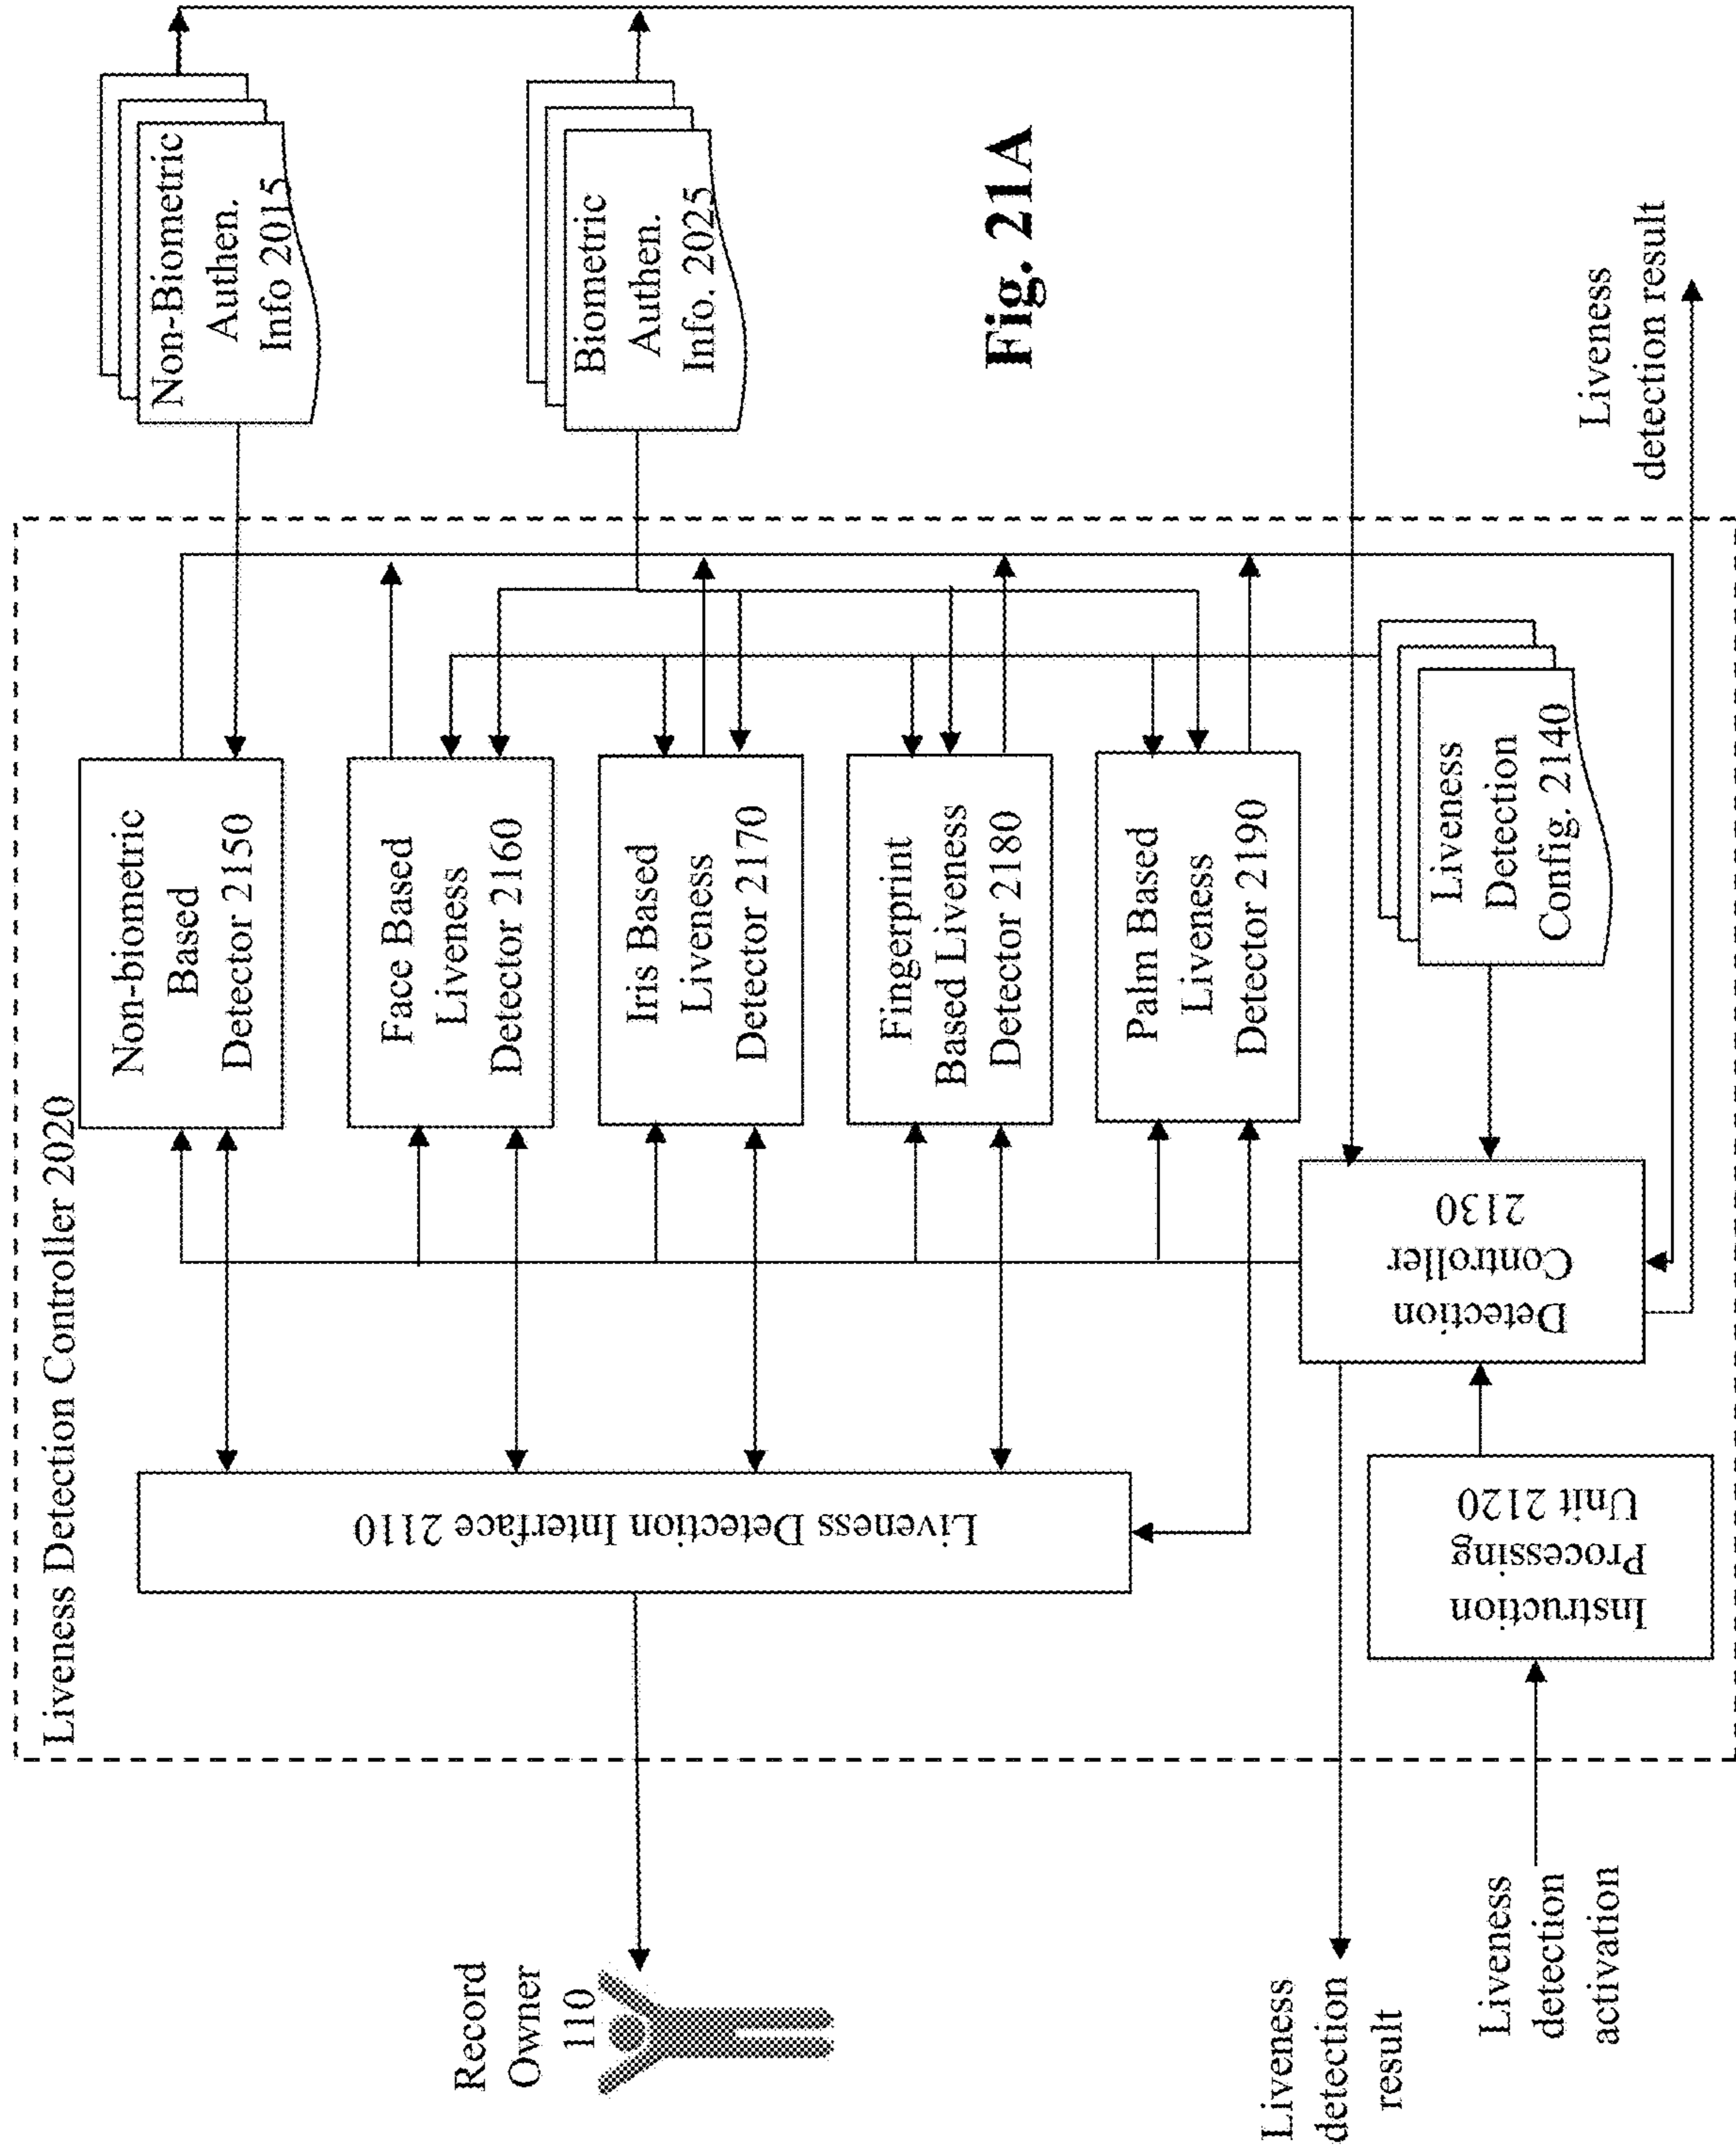 Liveness Detection Controller 2020
Record
Owner
110
Liveness Detection Interface 2110
Non-biometric
Based
Detector 2150
Face Based
Liveness
Detector 2160
Iris Based
Liveness
Detector 2170
Fingerprint
Based Liveness
Detector 2180
Palm Based
Liveness
Detector 2190
Non-Biometric
Authen.
Info 2015
Biometric
Authen.
Info. 2025
Liveness
detection
result
Liveness
detection
activation
Instruction
Processing
Unit 2120
Detection
Controller
2130
Liveness
Detection
Config. 2140
Liveness
detection result
Fig. 21A